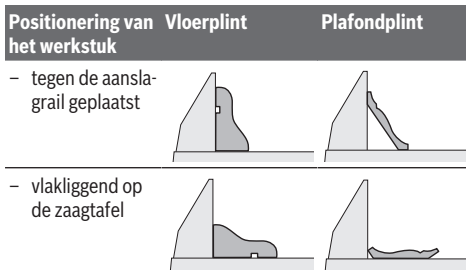 Positionering van het werkstuk
Vloerplint
Plafondplint
– tegen de aansla-
grail geplaatst
– vlakliggend op
de zaagtafel